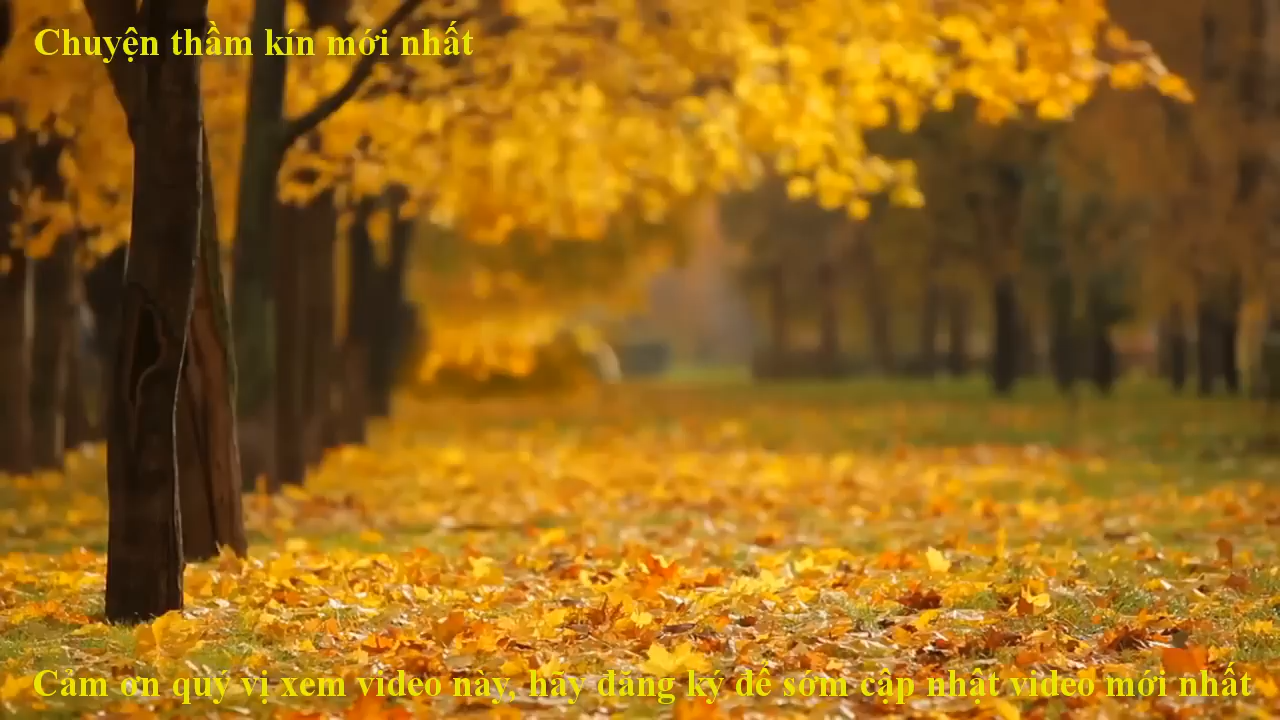 Chuyện thầm kín mới nhất
Cảm ơn quý vị xem video này, hãy đăng ký để sớm cập nhật video mới nhất